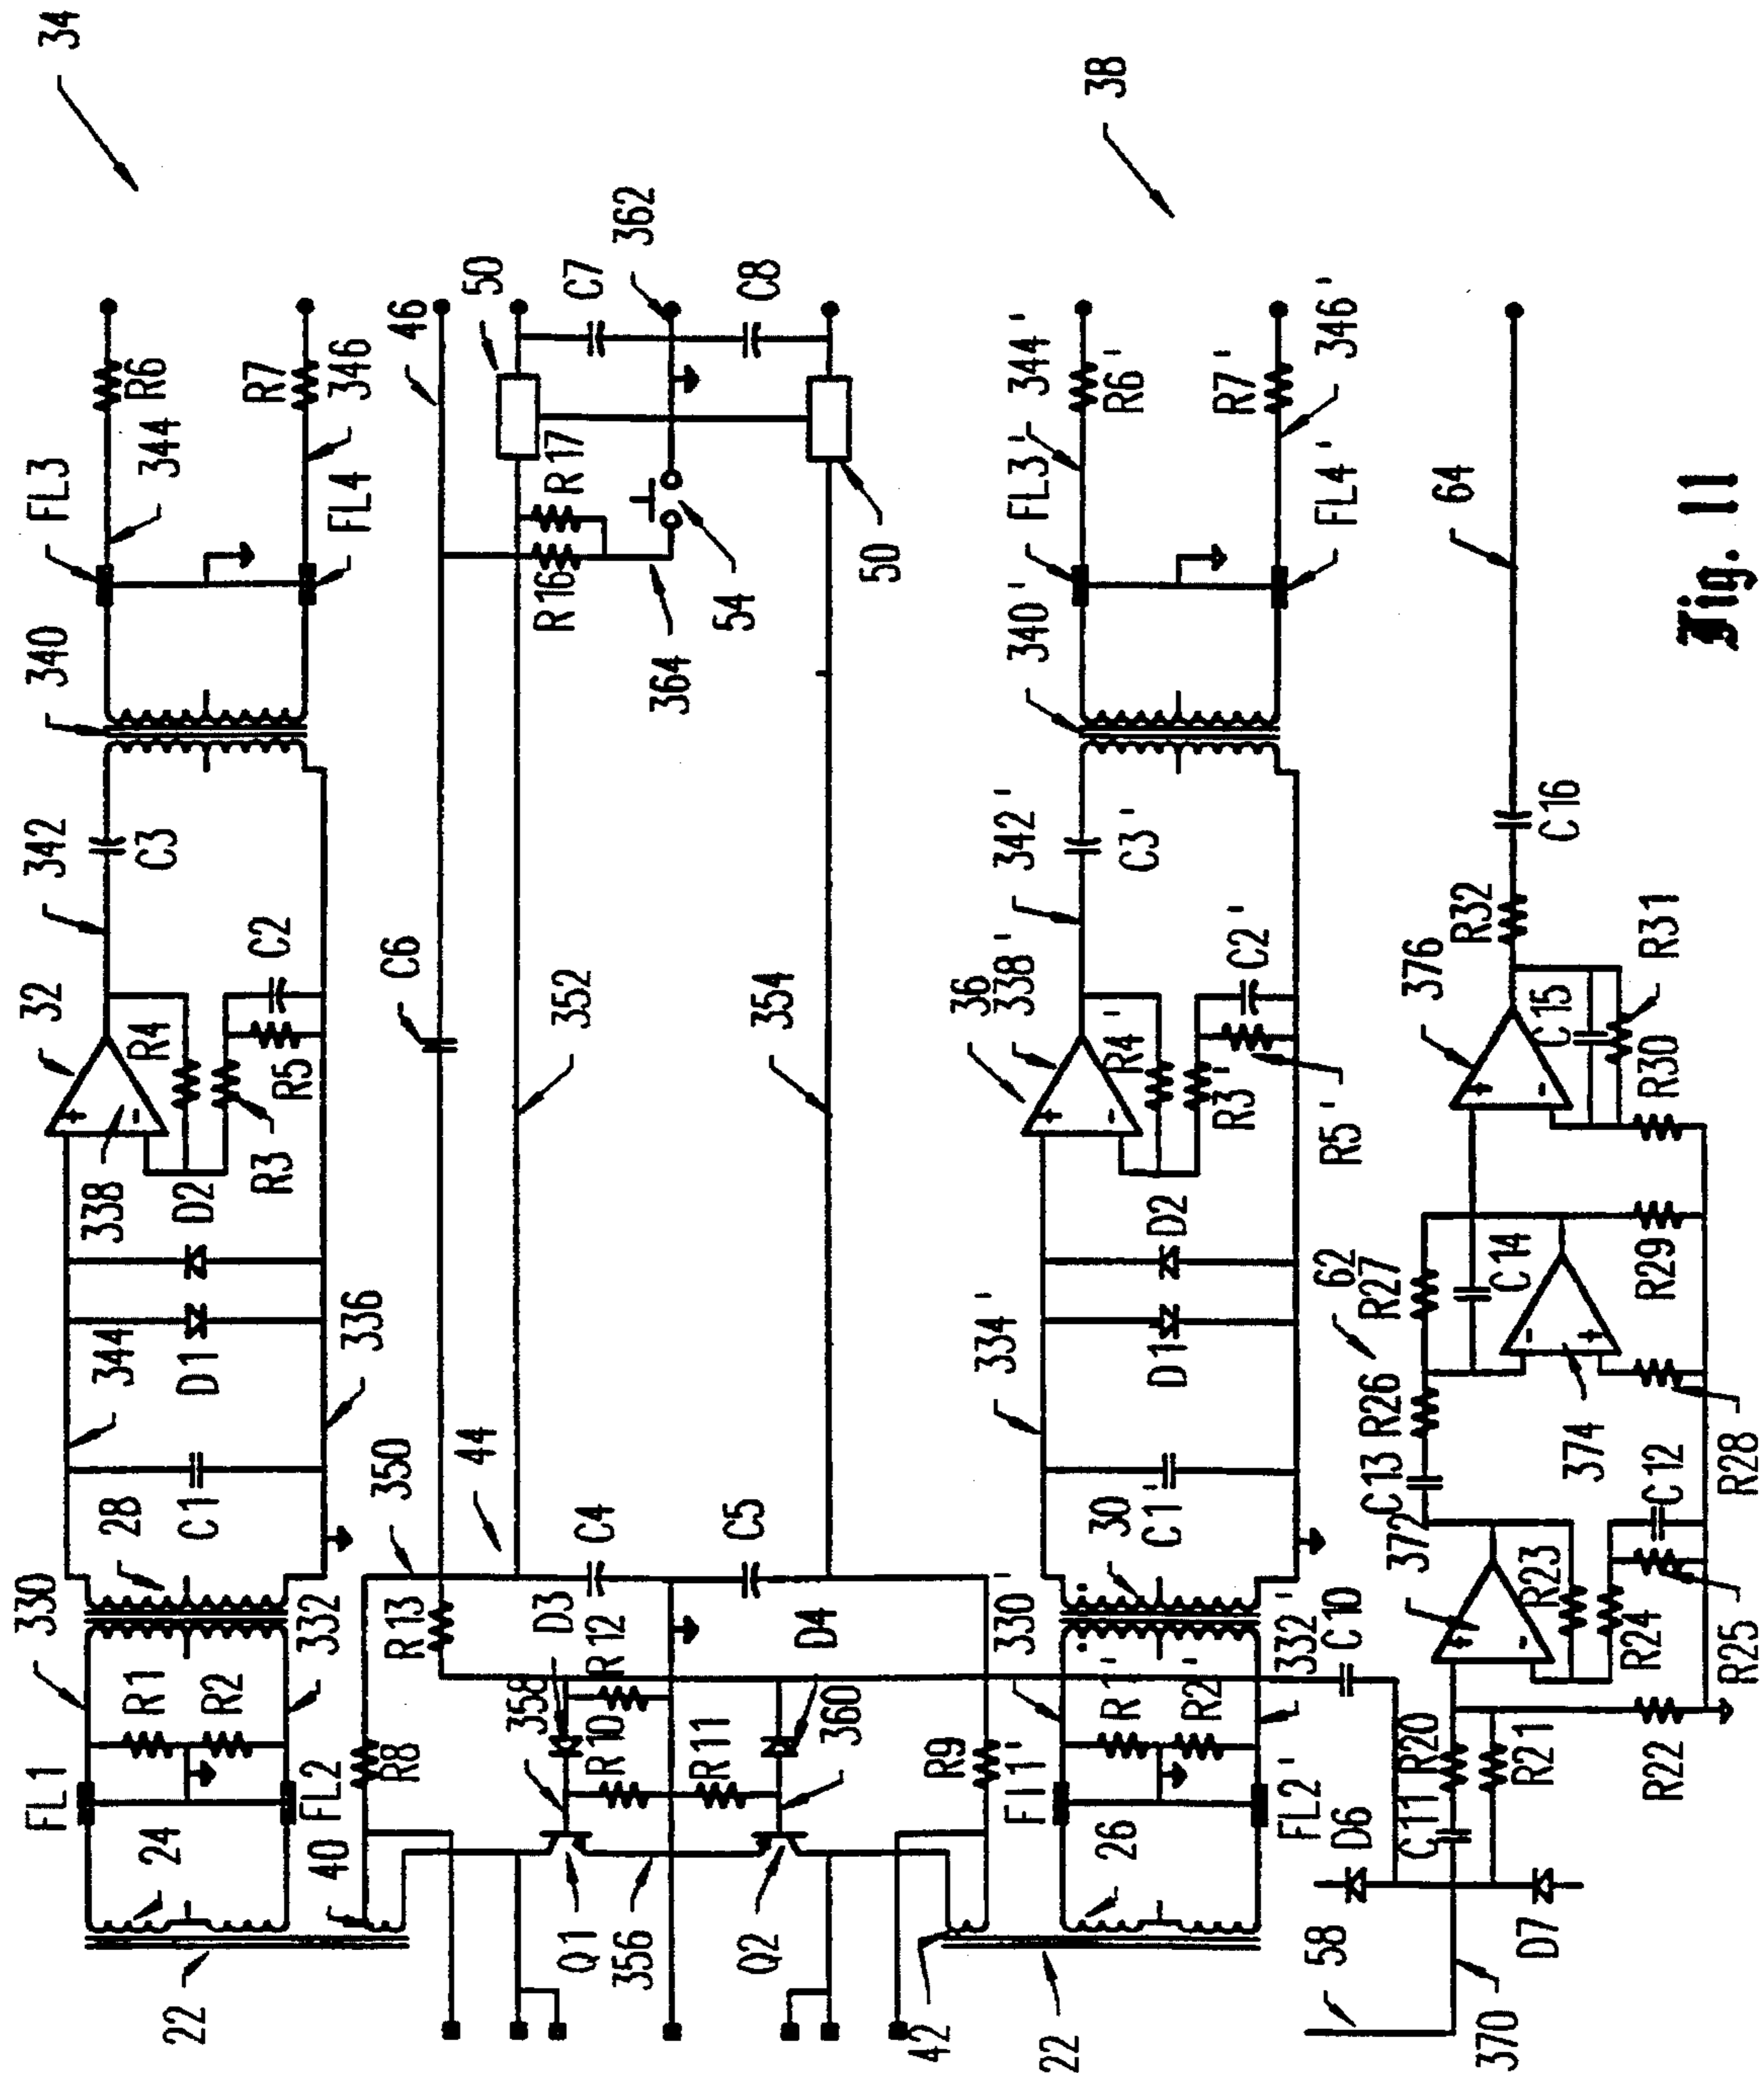 34
FL3
R6
344
340
R7
346
FL4
342
C3
32
R4
C2
R5
R3
338
D2
344
D1
336
28
C1
330
332
R1
R2
FL1
FL2
24
40
22
46
50
C7
362
C8
R17
R16
364
54
50
C6
352
354
350
44
C4
C5
R13
D3
R12
D4
358
R10
R11
360
R8
R9
Q1
356
Q2
42
22
38
FL3'
344'
R6'
340'
R7'
346'
FL4'
342'
C3'
36
338'
R4'
C2'
R3'
R5'
D2
334'
D1
30
C1'
330'
332'
R1'
R2'
Fl1'
FL2'
26
C10
64
C16
R32
376
R31
C15
R30
62
R27
C14
R29
R26
C13
374
R28
C12
372
R23
R24
R25
R20
R21
R22
C11
D6
D7
58
370
Fig. 11